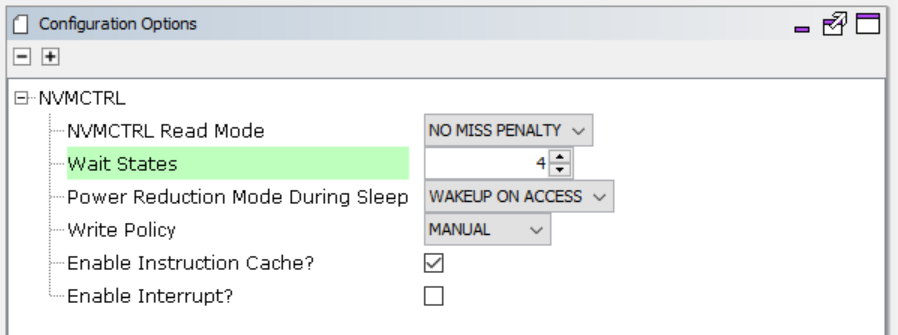 Configuration Options
NVMCTRL
NVMCTRL Read Mode NO MISS PENALTY
Wait States 4
Power Reduction Mode During Sleep WAKEUP ON ACCESS
Write Policy MANUAL
Enable Instruction Cache?
Enable Interrupt?